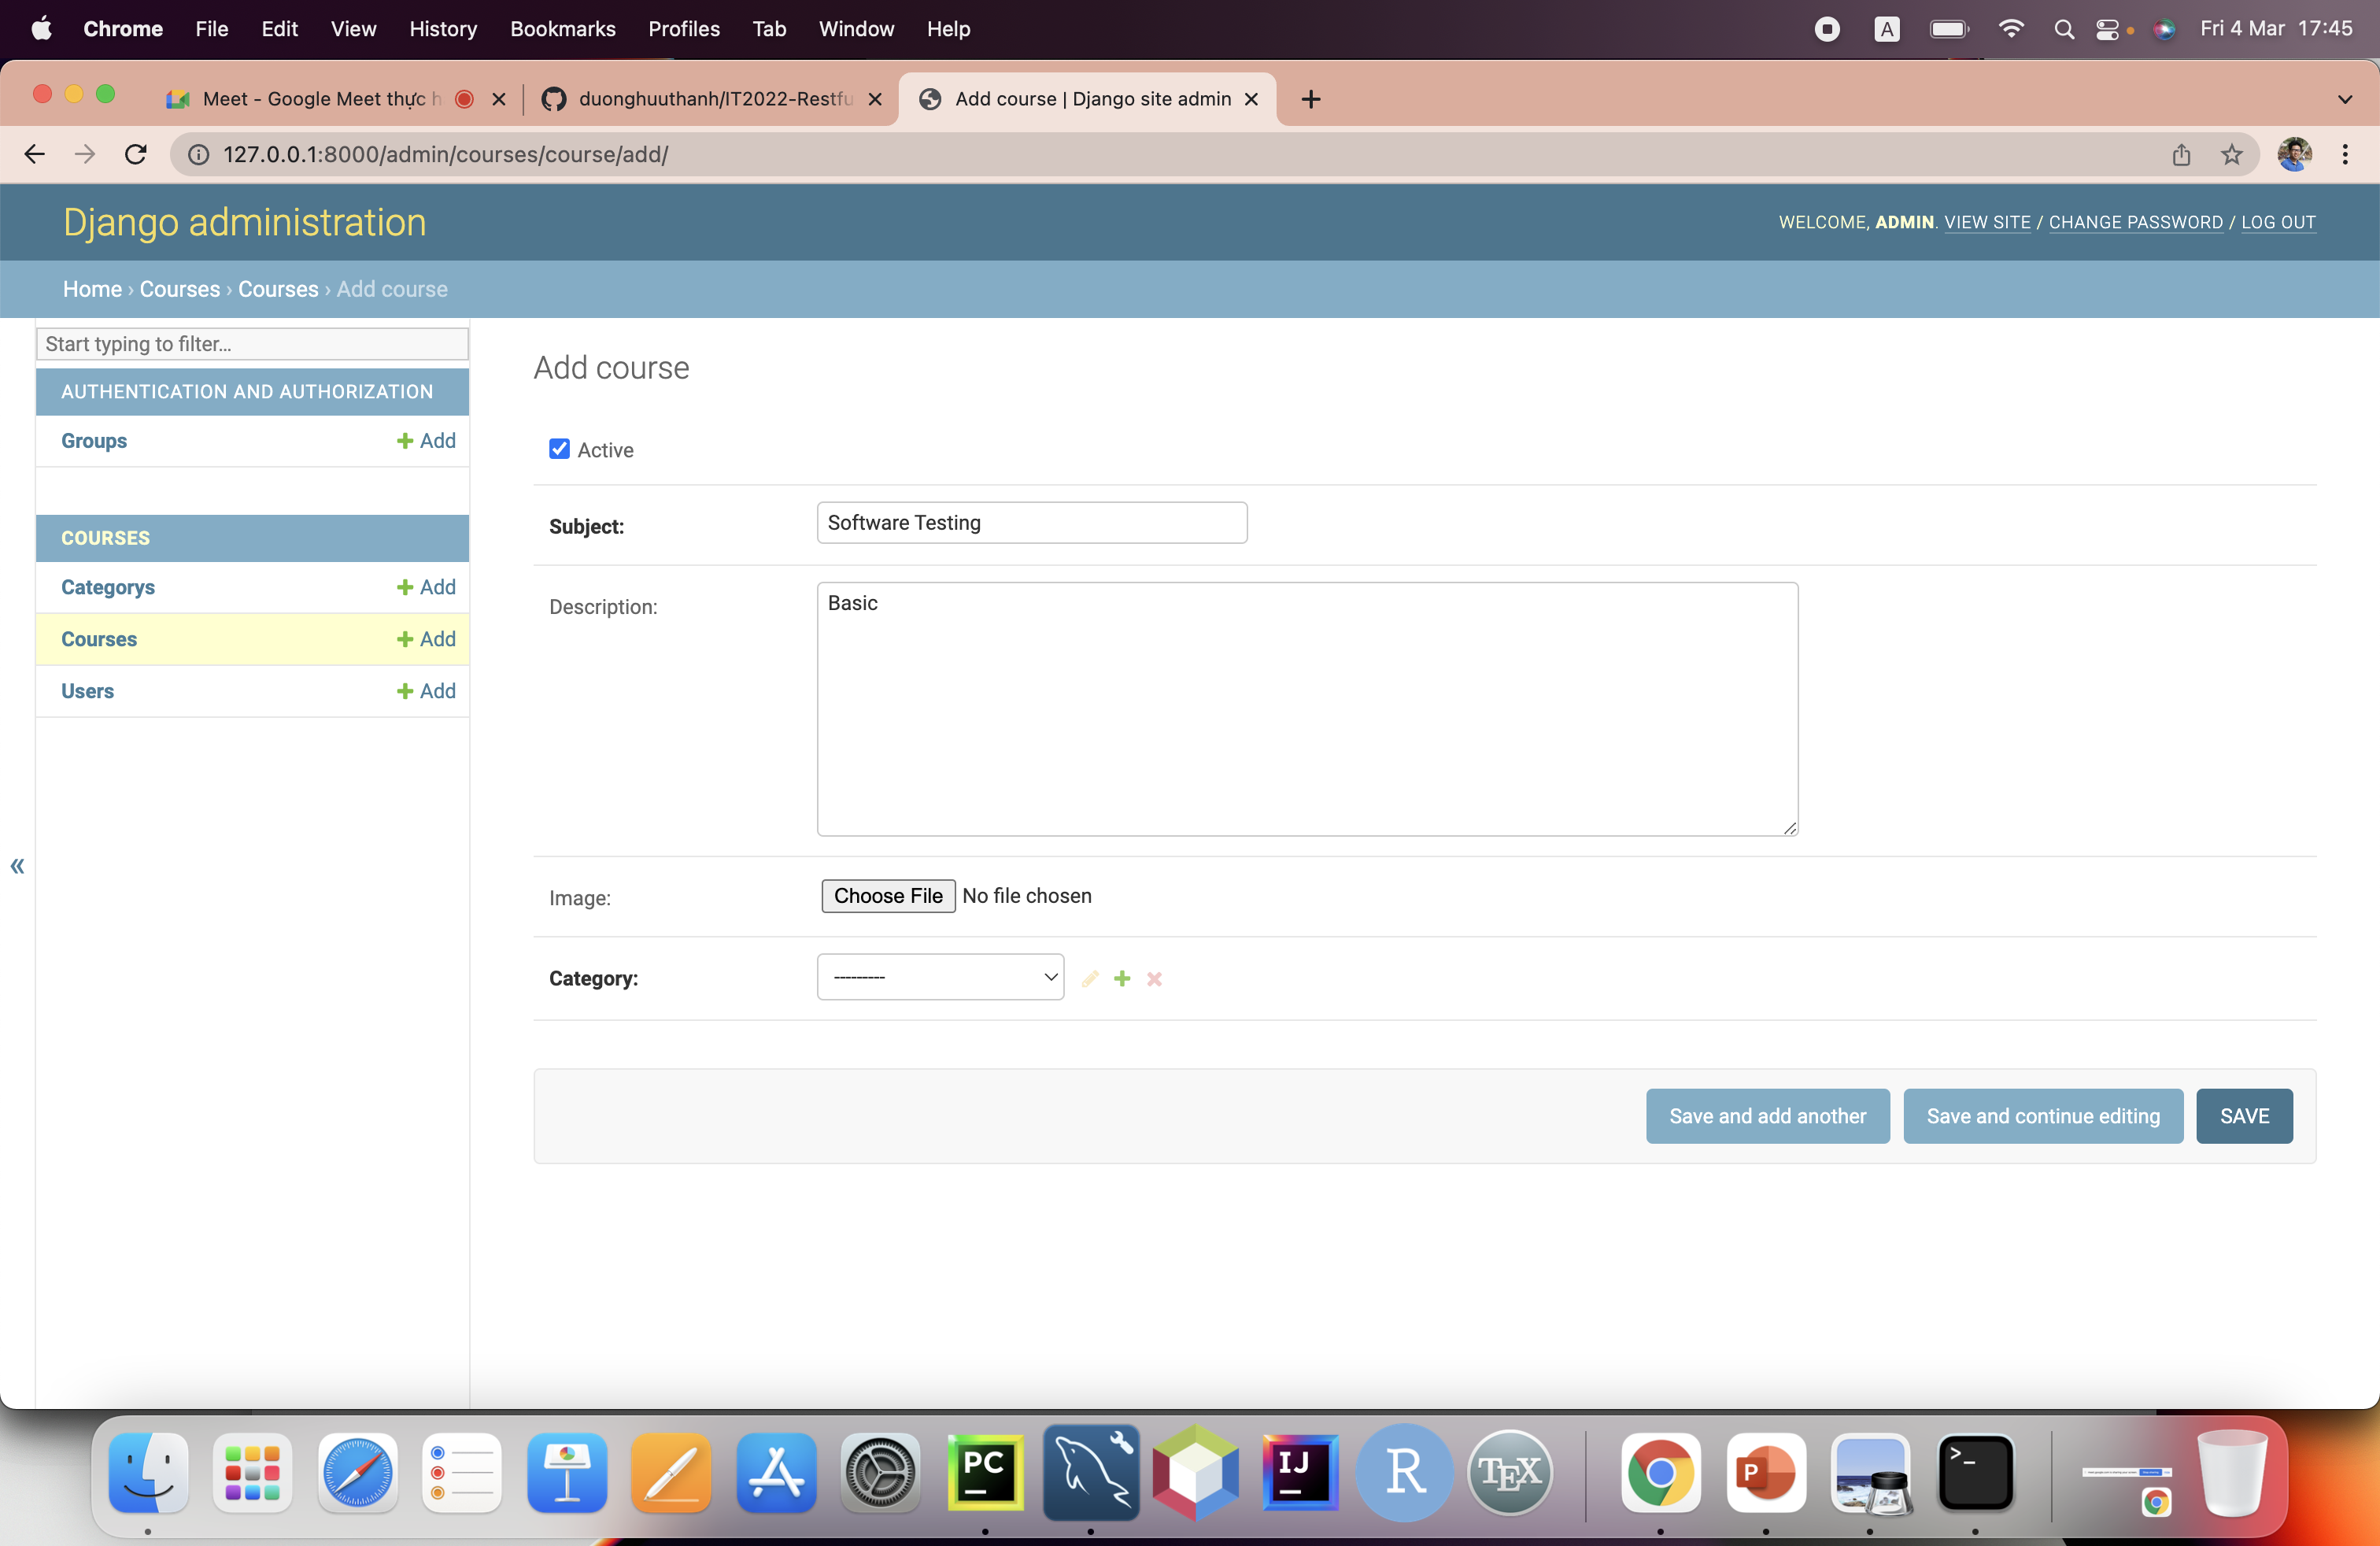 Chrome File Edit View History Bookmarks Profiles Tab Window Help A Fri 4 Mar 17:45
Meet - Google Meet thực h duonghuuthanh/IT2022-Restfu Add course | Django site admin
127.0.0.1:8000/admin/courses/course/add/
Django administration WELCOME, ADMIN. VIEW SITE / CHANGE PASSWORD / LOG OUT
Home › Courses › Courses › Add course
Start typing to filter...
AUTHENTICATION AND AUTHORIZATION
Groups Add
COURSES
Categorys Add
Courses Add
Users Add
«
Add course
Active
Subject: Software Testing
Description: Basic
Image: Choose File No file chosen
Category: ---------
Save and add another Save and continue editing SAVE
PC IJ R TEX P >_